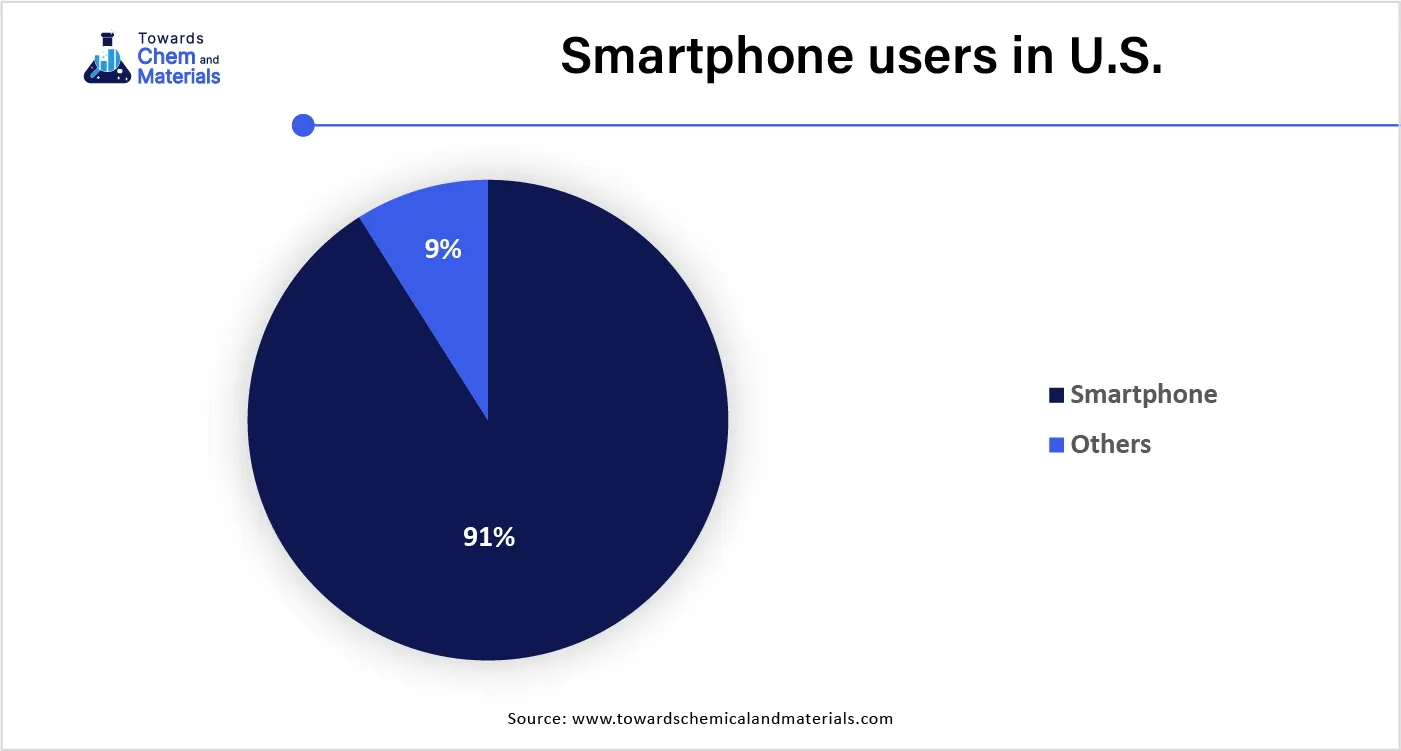 Towards
Chem and
Materials
Smartphone users in U.S.
9%
91%
Smartphone
Others
Source: www.towardschemicalandmaterials.com